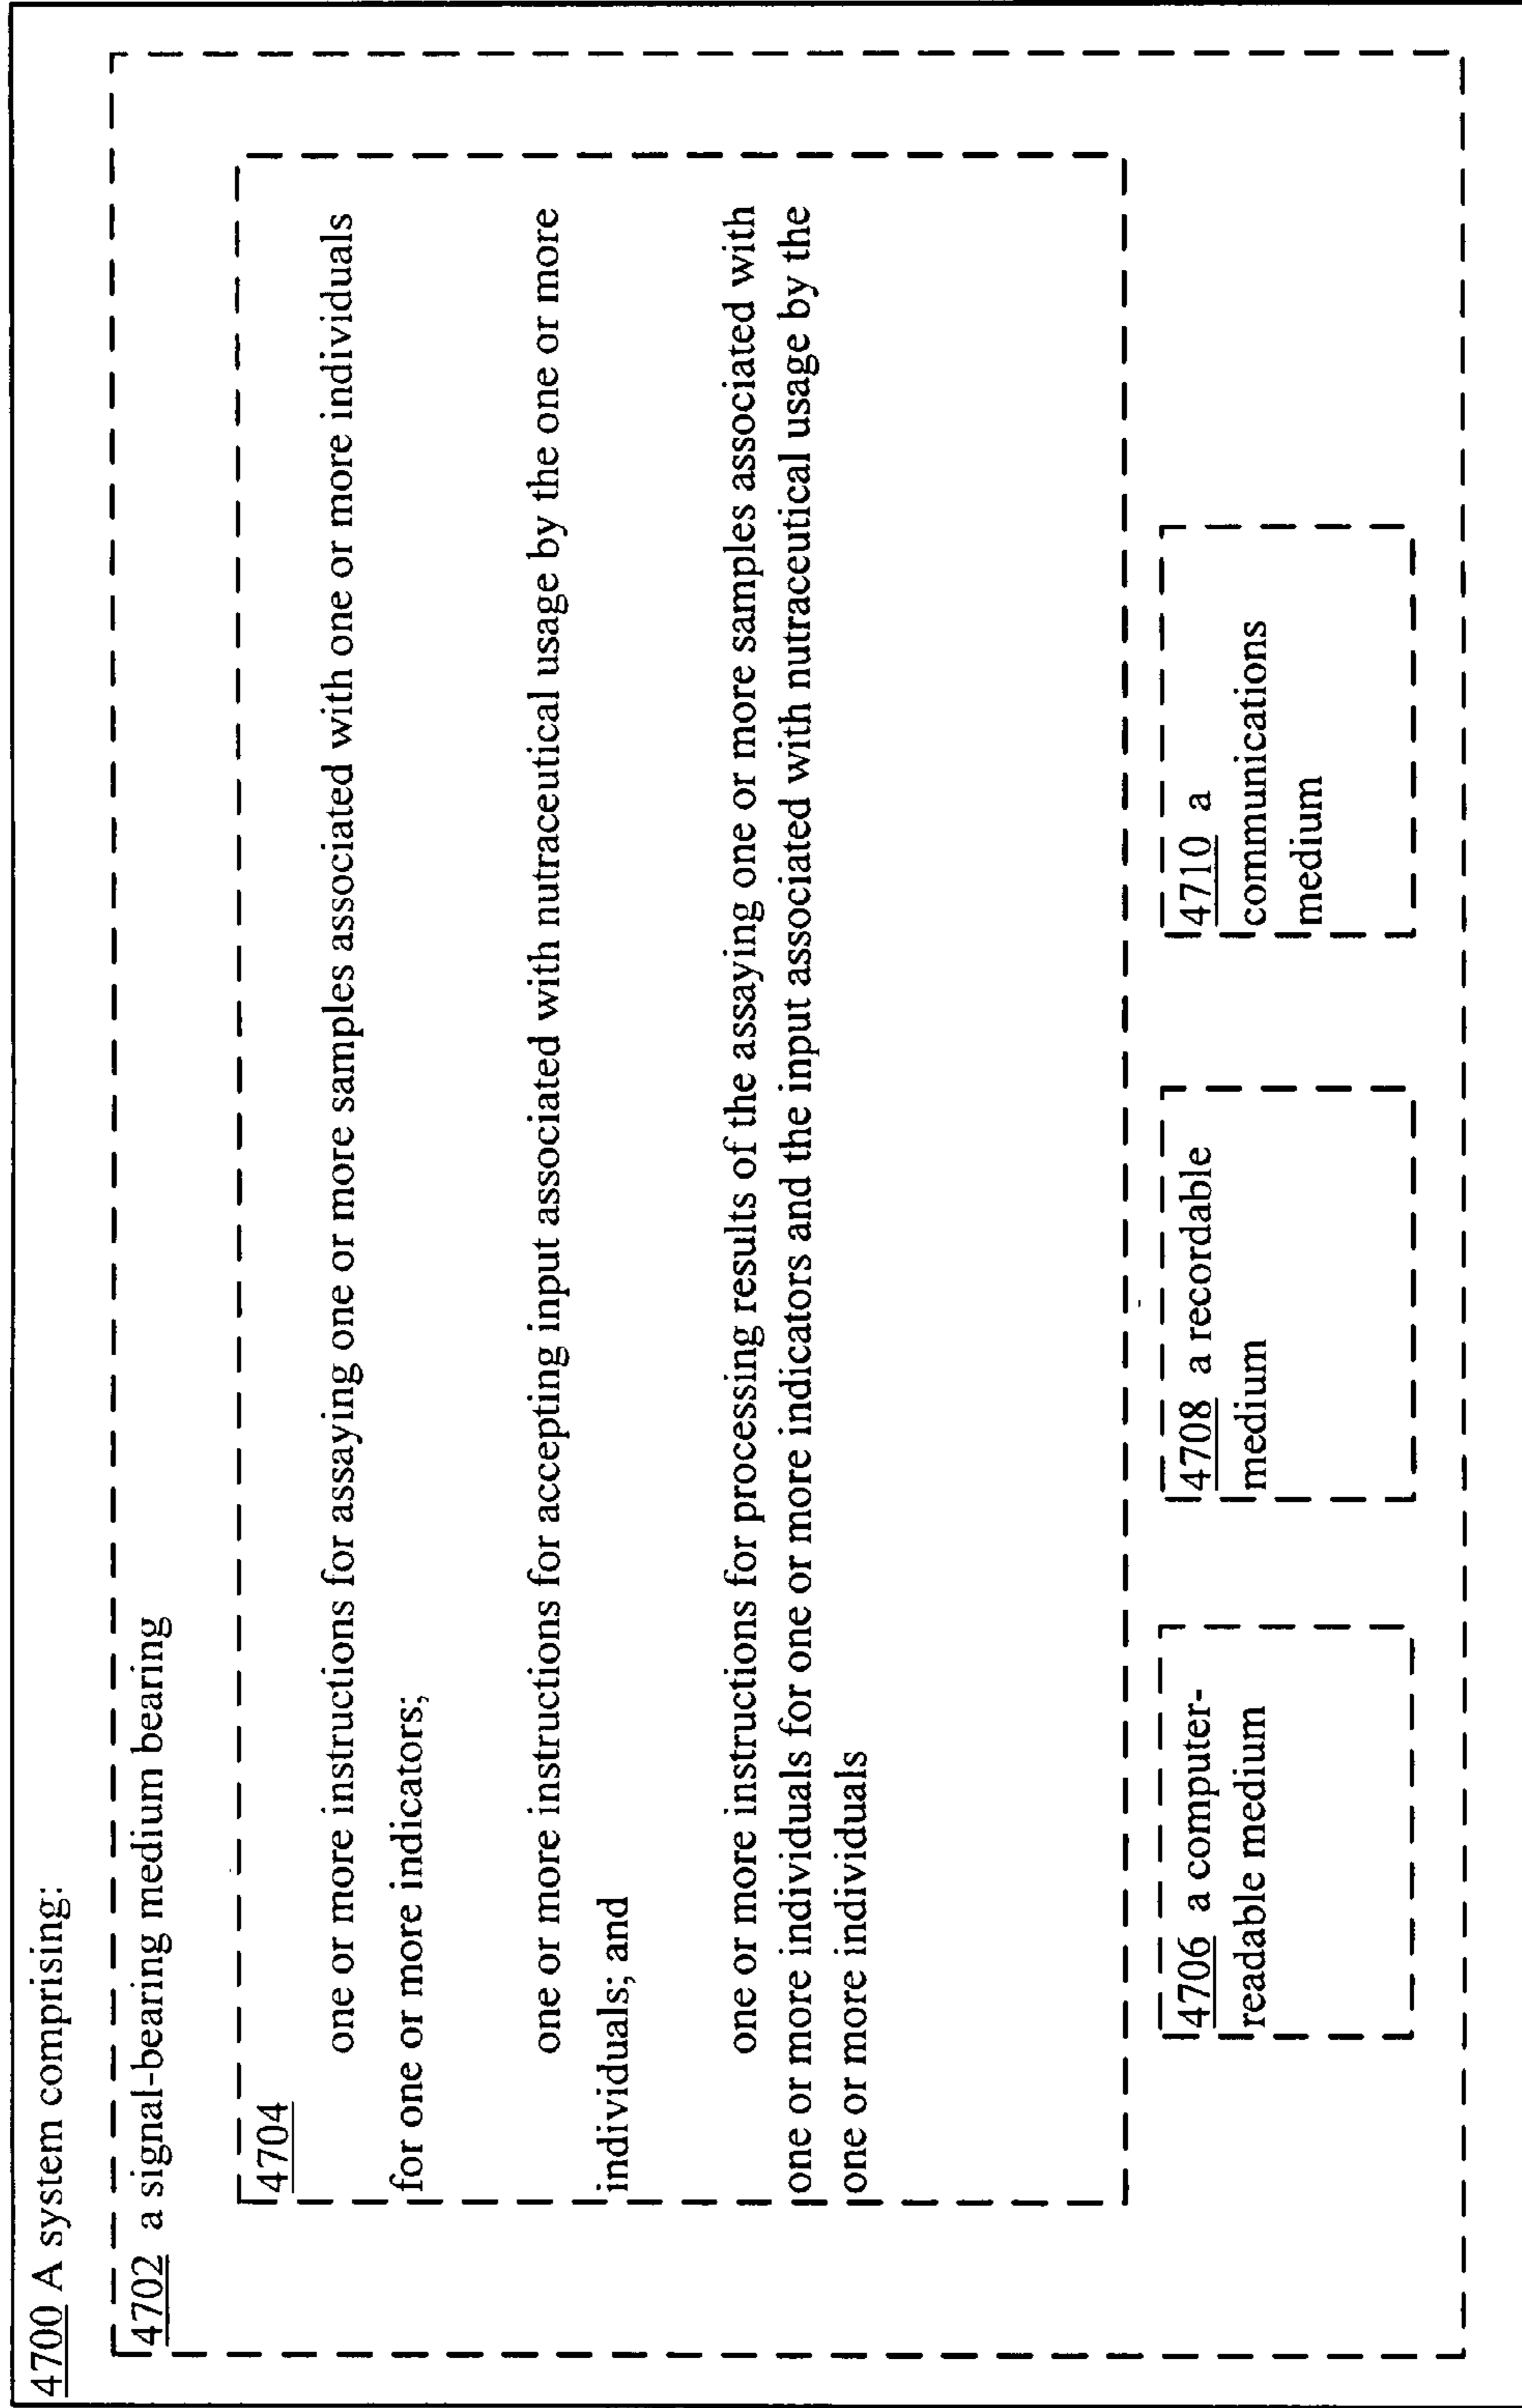 4700 A system comprising:
4702 a signal-bearing medium bearing
4704
one or more instructions for assaying one or more samples associated with one or more individuals
for one or more indicators;
one or more instructions for accepting input associated with nutraceutical usage by the one or more
individuals; and
one or more instructions for processing results of the assaying one or more samples associated with
one or more individuals for one or more indicators and the input associated with nutraceutical usage by the
one or more individuals
4706 a computer-
readable medium
4708 a recordable
medium
4710 a
communications
medium